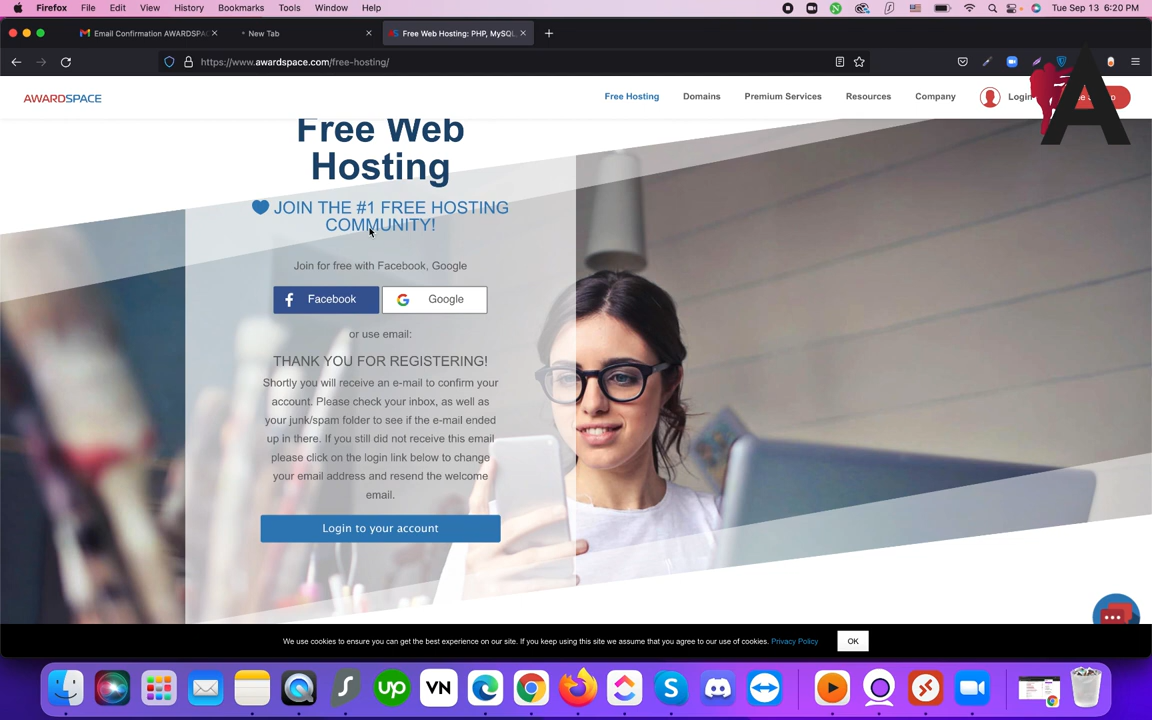 Firefox File Edit View History Bookmarks Tools Window Help Tue Sep 13 6:20 PM
Email Confirmation AWARDSPA
New Tab
Free Web Hosting: PHP, MySQL
https://www.awardspace.com/free-hosting/
AWARDSPACE
Free Hosting Domains Premium Services Resources Company Login
Free Web
Hosting
JOIN THE #1 FREE HOSTING
COMMUNITY!
Join for free with Facebook, Google
Facebook
Google
or use email:
THANK YOU FOR REGISTERING!
Shortly you will receive an e-mail to confirm your
account. Please check your inbox, as well as
your junk/spam folder to see if the e-mail ended
up in there. If you still did not receive this email
please click on the login link below to change
your email address and resend the welcome
email.
Login to your account
We use cookies to ensure you can get the best experience on our site. If you keep using this site we assume that you agree to our use of cookies. Privacy Policy
OK
up
VN